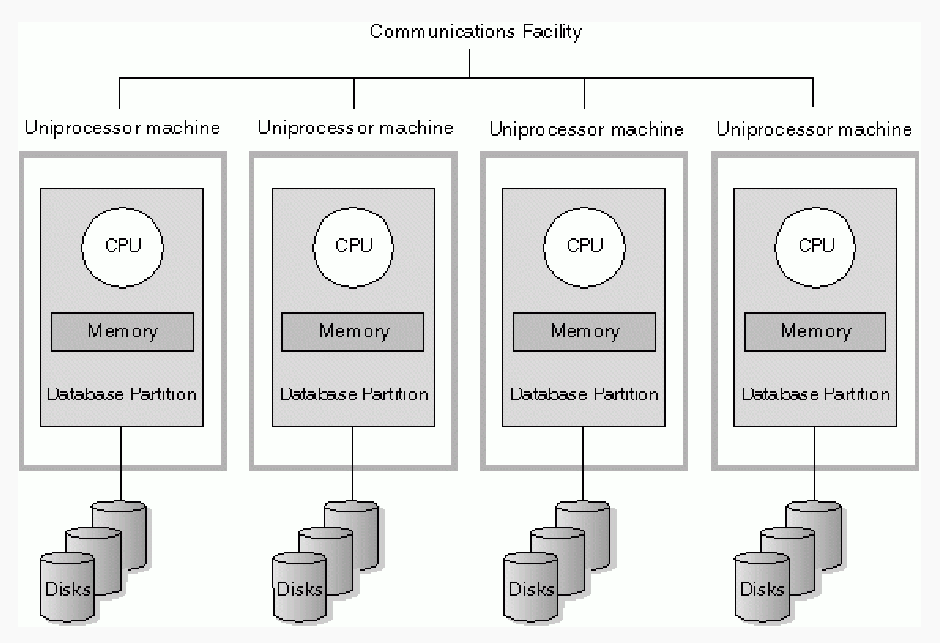 Communications Facility
Uniprocessor machine
Uniprocessor machine
Uniprocessor machine
Uniprocessor machine
CPU
CPU
CPU
CPU
Memory
Memory
Memory
Memory
Database Partition
Database Partition
Database Partition
Database Partition
Disks
Disks
Disks
Disks